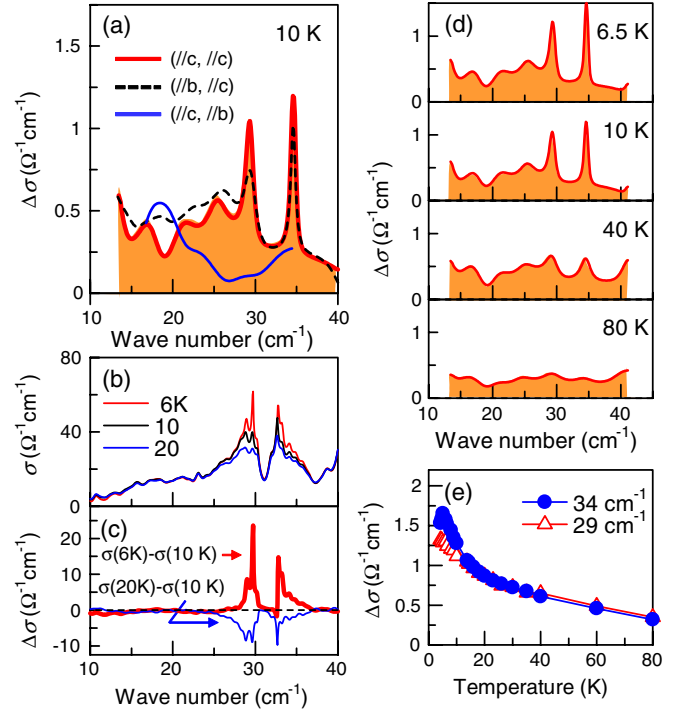 (a)
10 K
1.5
(//c, //c)
(//b, //c)
(//c, //b)
1
0.5
0
Δσ(Ω⁻¹cm⁻¹)
10 20 30 40
Wave number (cm⁻¹)
(b)
80
6K
10
20
40
0
σ(Ω⁻¹cm⁻¹)
(c)
20
σ(6K)-σ(10 K)
10
σ(20K)-σ(10 K)
0
-10
Δσ(Ω⁻¹cm⁻¹)
10 20 30 40
Wave number (cm⁻¹)
(d)
6.5 K
1
0
10 K
1
0
40 K
1
0
80 K
1
0
Δσ(Ω⁻¹cm⁻¹)
Δσ(Ω⁻¹cm⁻¹)
10 20 30 40
Wave number (cm⁻¹)
(e)
2
34 cm⁻¹
29 cm⁻¹
1.5
1
0.5
0
Δσ(Ω⁻¹cm⁻¹)
0 20 40 60 80
Temperature (K)